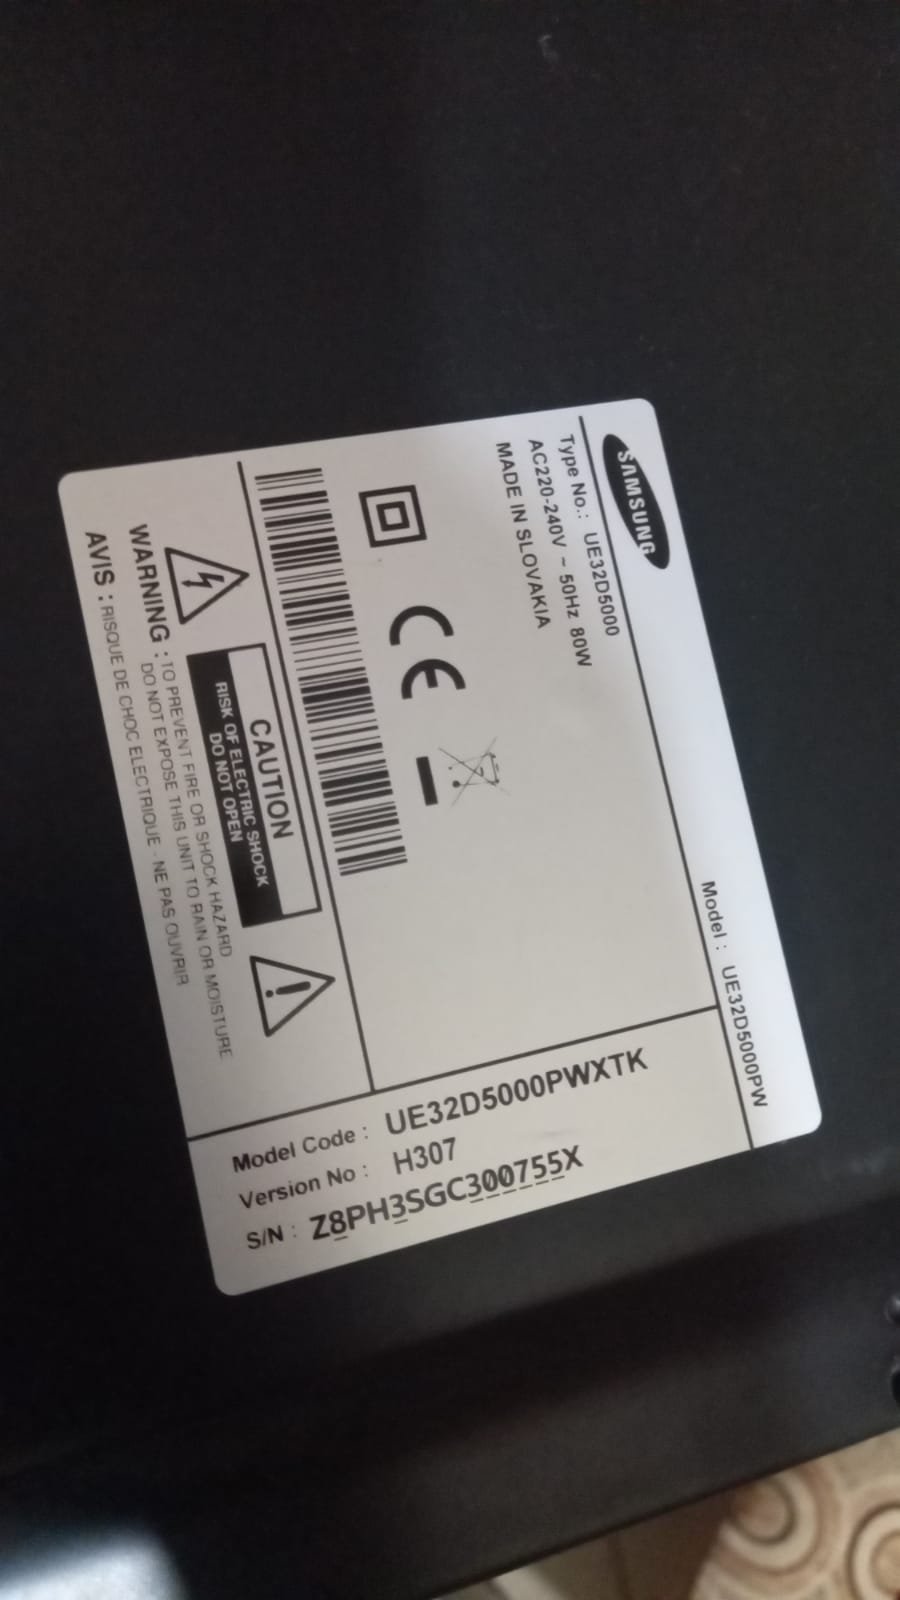 SAMSUNG
Model : UE32D5000PW
Type No.: UE32D5000
AC220-240V ~ 50Hz 80W
MADE IN SLOVAKIA
CE
CAUTION
RISK OF ELECTRIC SHOCK
DO NOT OPEN
WARNING : TO PREVENT FIRE OR SHOCK HAZARD
DO NOT EXPOSE THIS UNIT TO RAIN OR MOISTURE
AVIS : RISQUE DE CHOC ELECTRIQUE - NE PAS OUVRIR
Model Code : UE32D5000PWXTK
Version No : H307
S/N : Z8PH3SGC300755X